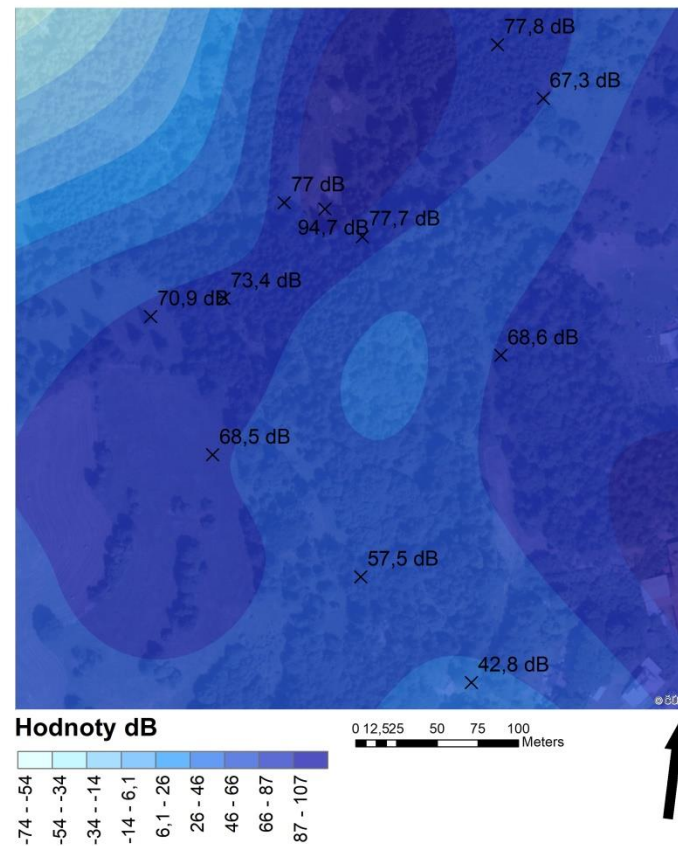 77,8 dB
67,3 dB
77 dB
94,7 dB
77,7 dB
73,4 dB
70,9 dB
68,6 dB
68,5 dB
57,5 dB
42,8 dB
Hodnoty dB
-74 - -54
-54 - -34
-34 - -14
-14 - 6,1
6,1 - 26
26 - 46
46 - 66
66 - 87
87 - 107
0 12,525 50 75 100
Meters